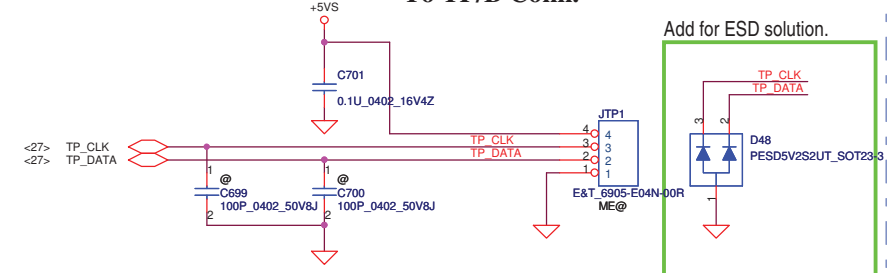 To TP/B Conn.
+5VS
Add for ESD solution.
C701
0.1U_0402_16V4Z
TP_CLK
TP_DATA
JTP1
4 4
3 3
2 2
1 1
TP_CLK
TP_DATA
<27> TP_CLK
<27> TP_DATA
E&T_6905-E04N-00R
ME@
3 2
D48
PESD5V2S2UT_SOT23-3
1
1 @
C699
100P_0402_50V8J
2
1 @
C700
100P_0402_50V8J
2